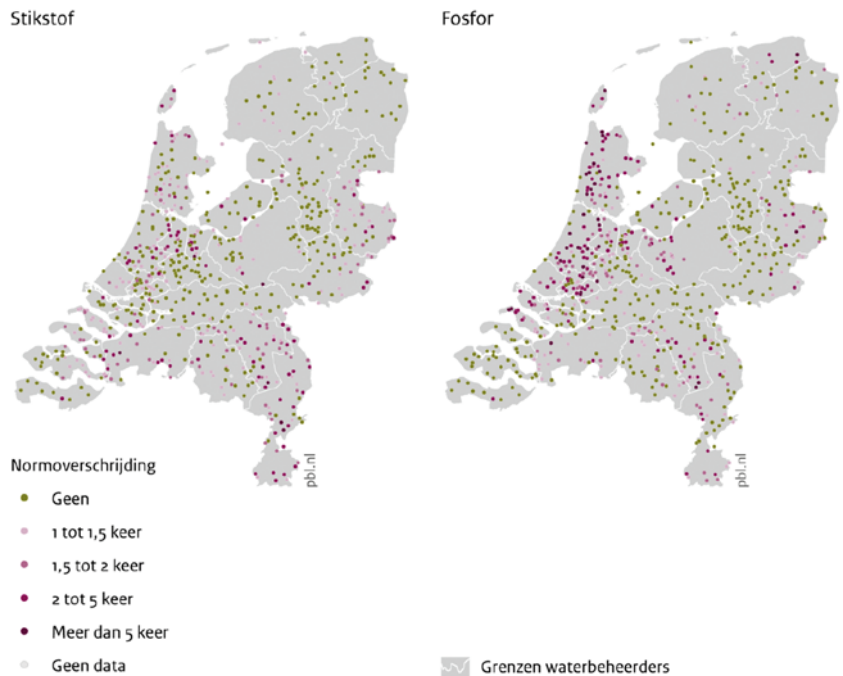 Stikstof
Fosfor
pbl.nl
pbl.nl
Normoverschrijding
Geen
1 tot 1,5 keer
1,5 tot 2 keer
2 tot 5 keer
Meer dan 5 keer
Geen data
Grenzen waterbeheerders